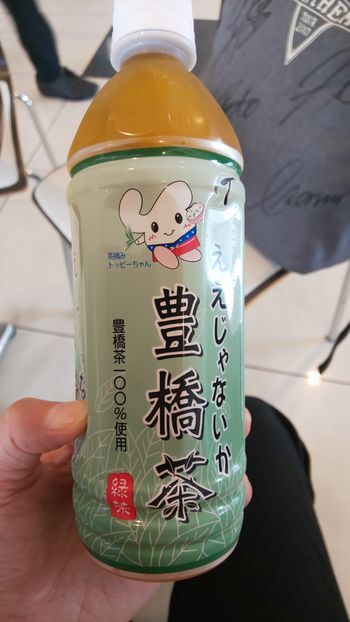 ええじゃないか
豊橋茶
豊橋茶一〇〇%使用
緑茶
茶摘み
トッピーちゃん